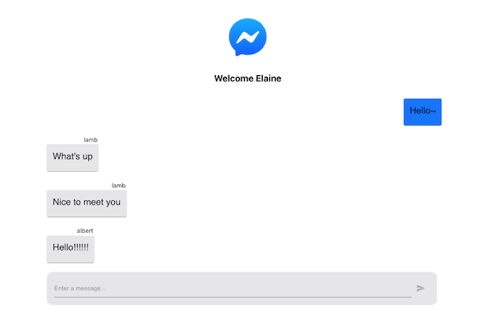 Welcome Elaine
Hello~
lamb
What's up
lamb
Nice to meet you
albert
Hello!!!!!!
Enter a message...